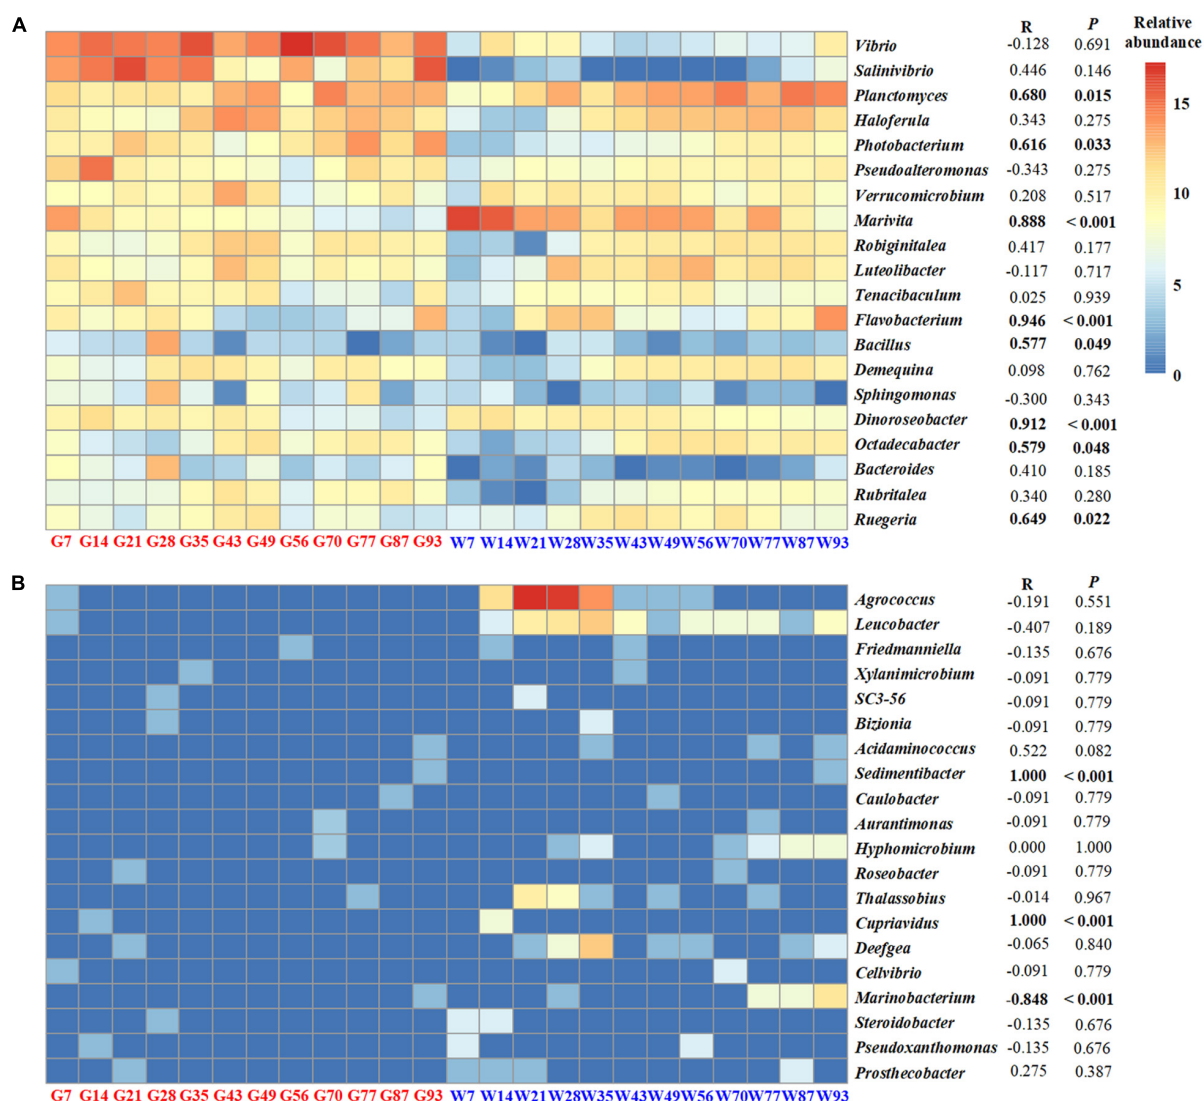 A
R P Relative
abundance
Vibrio -0.128 0.691
Salinivibrio 0.446 0.146
Planctomyces 0.680 0.015
15
Haloferula 0.343 0.275
Photobacterium 0.616 0.033
Pseudoalteromonas -0.343 0.275
Verrucomicrobium 0.208 0.517
10
Marivita 0.888 < 0.001
Robiginitalea 0.417 0.177
Luteolibacter -0.117 0.717
5
Tenacibaculum 0.025 0.939
Flavobacterium 0.946 < 0.001
Bacillus 0.577 0.049
Demequina 0.098 0.762
0
Sphingomonas -0.300 0.343
Dinoroseobacter 0.912 < 0.001
Octadecabacter 0.579 0.048
Bacteroides 0.410 0.185
Rubritalea 0.340 0.280
Ruegeria 0.649 0.022
G7 G14 G21 G28 G35 G43 G49 G56 G70 G77 G87 G93 W7 W14 W21 W28 W35 W43 W49 W56 W70 W77 W87 W93
B
R P
Agrococcus -0.191 0.551
Leucobacter -0.407 0.189
Friedmanniella -0.135 0.676
Xylanimicrobium -0.091 0.779
SC3-56 -0.091 0.779
Bizionia -0.091 0.779
Acidaminococcus 0.522 0.082
Sedimentibacter 1.000 < 0.001
Caulobacter -0.091 0.779
Aurantimonas -0.091 0.779
Hyphomicrobium 0.000 1.000
Roseobacter -0.091 0.779
Thalassobius -0.014 0.967
Cupriavidus 1.000 < 0.001
Deefgea -0.065 0.840
Cellvibrio -0.091 0.779
Marinobacterium -0.848 < 0.001
Steroidobacter -0.135 0.676
Pseudoxanthomonas -0.135 0.676
Prosthecobacter 0.275 0.387
G7 G14 G21 G28 G35 G43 G49 G56 G70 G77 G87 G93 W7 W14 W21 W28 W35 W43 W49 W56 W70 W77 W87 W93